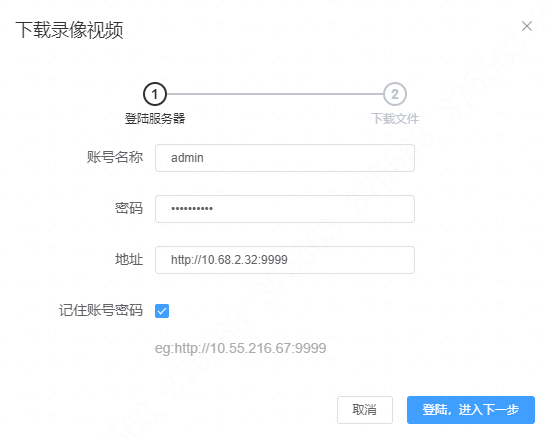 下载录像视频
1
2
登陆服务器
下载文件
账号名称
admin
密码
••••••••••
地址
http://10.68.2.32:9999
记住账号密码
eg:http://10.55.216.67:9999
取消
登陆，进入下一步